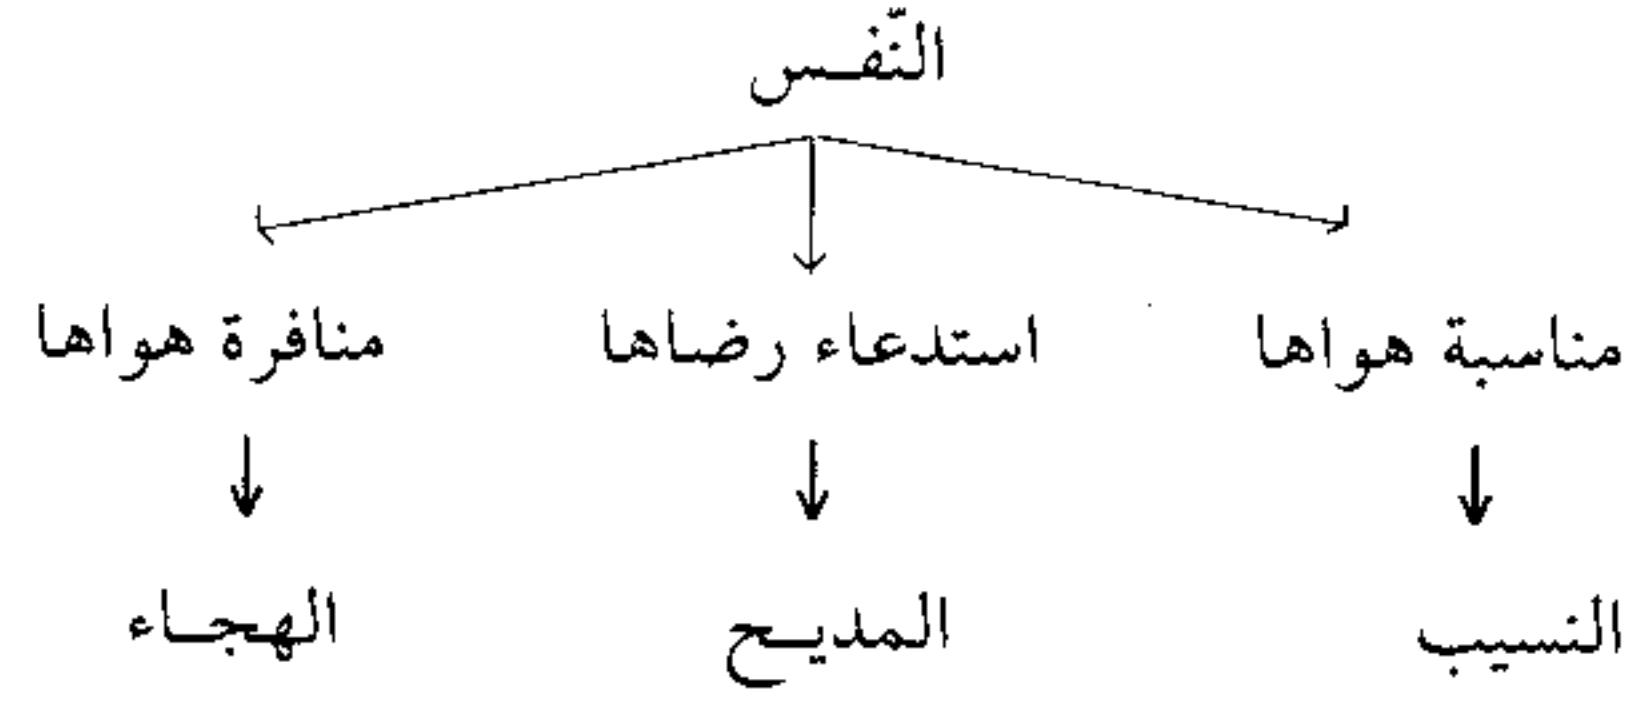 النّفس
مناسبة هواها استدعاء رضاها منافرة هواها
النسيب المديح الهجاء